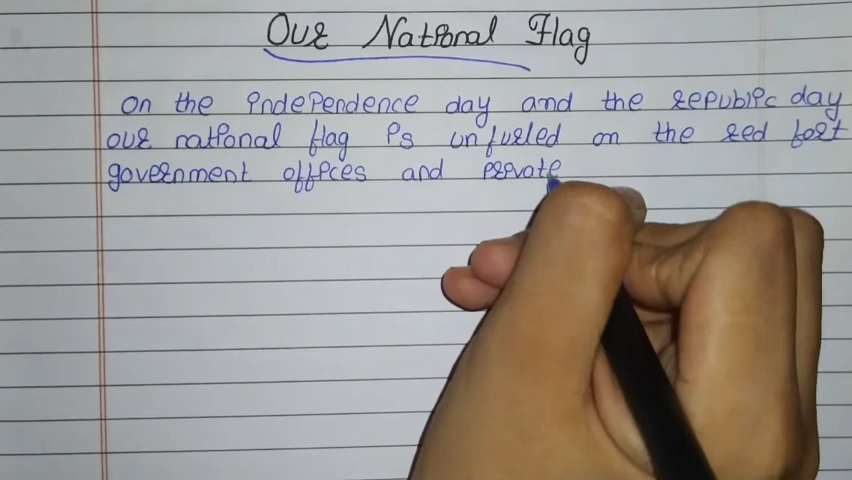 Our National Flag
On the independence day and the republic day
our national flag is unfurled on the red fort
government offices and private